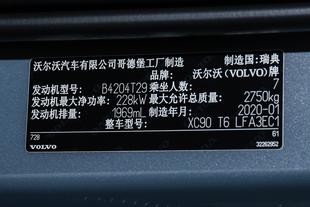 沃尔沃汽车有限公司哥德堡工厂制造 制造国：瑞典
品牌：沃尔沃（VOLVO）牌
发动机型号：B4204T29 乘坐人数：7
发动机最大净功率：228kW 最大允许总质量：2750kg
发动机排量：1969mL 制造年月：2020-01
整车型号：XC90 T6 LFA3EC1
728 61
VOLVO 32262952